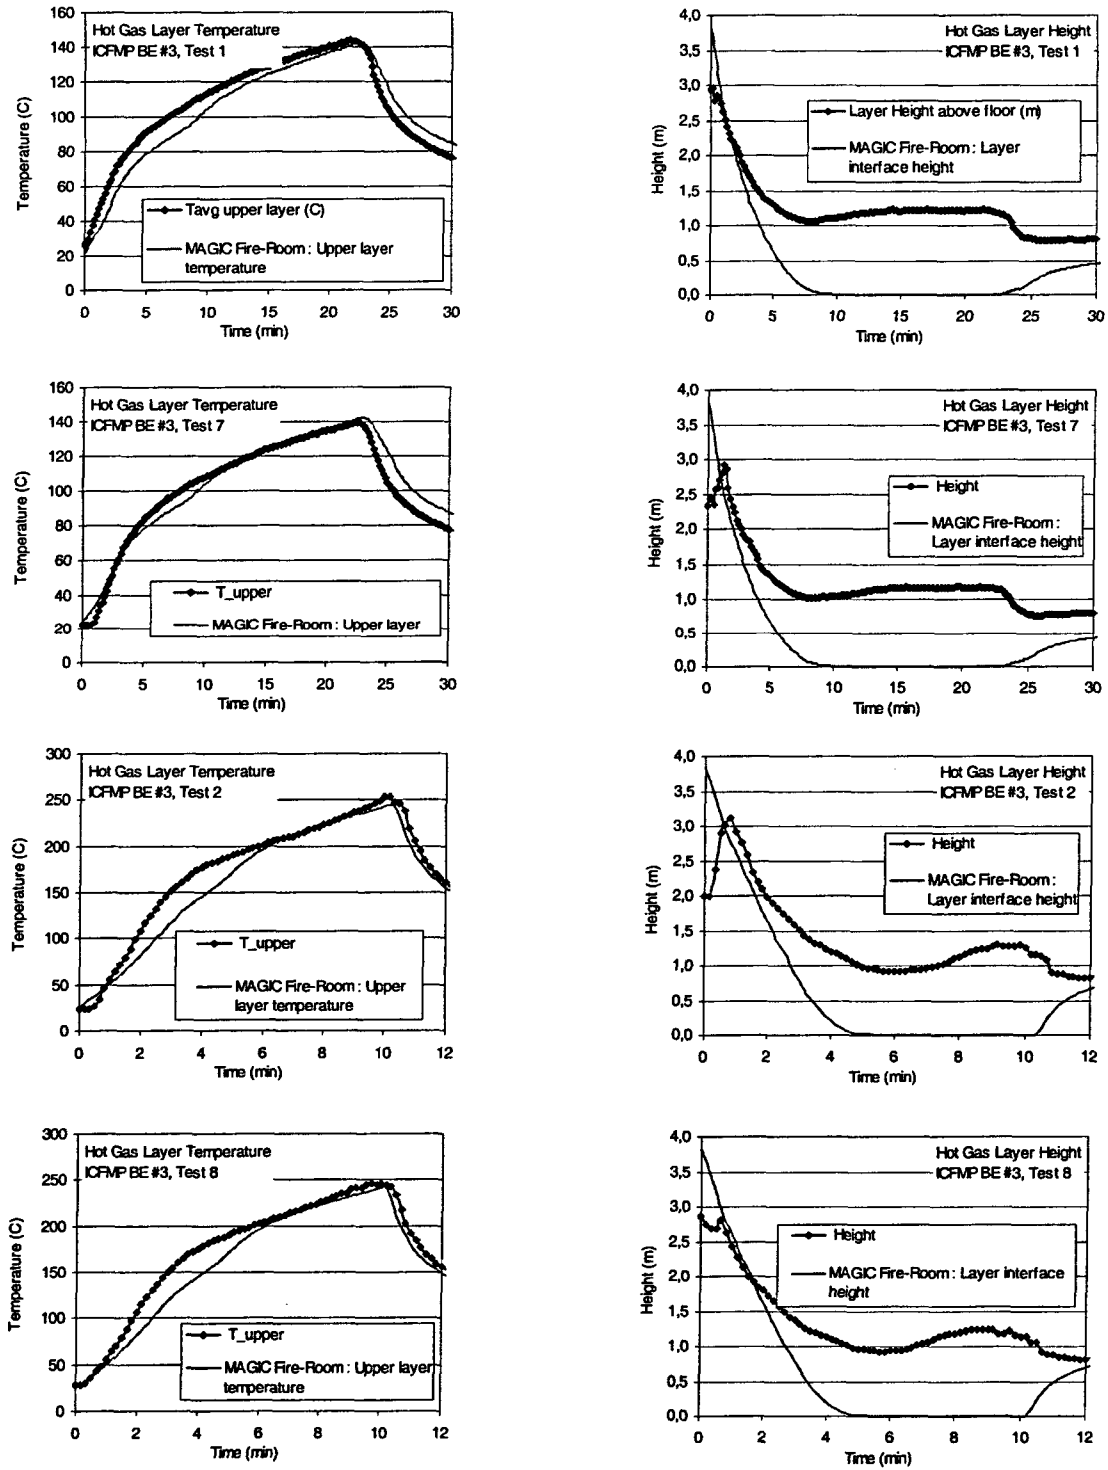 Hot Gas Layer Temperature
ICFMP BE #3, Test 1
Temperature (C)
160
140
120
100
80
60
40
20
0
Tavg upper layer (C)
MAGIC Fire-Room : Upper layer
temperature
0 5 10 15 20 25 30
Time (min)
Hot Gas Layer Height
ICFMP BE #3, Test 1
Height (m)
4,0
3,5
3,0
2,5
2,0
1,5
1,0
0,5
0,0
Layer Height above floor (m)
MAGIC Fire-Room : Layer
interface height
0 5 10 15 20 25 30
Time (min)
Hot Gas Layer Temperature
ICFMP BE #3, Test 7
Temperature (C)
160
140
120
100
80
60
40
20
0
T_upper
MAGIC Fire-Room : Upper layer
0 5 10 15 20 25 30
Time (min)
Hot Gas Layer Height
ICFMP BE #3, Test 7
Height (m)
4,0
3,5
3,0
2,5
2,0
1,5
1,0
0,5
0,0
Height
MAGIC Fire-Room :
Layer interface height
0 5 10 15 20 25 30
Time (min)
Hot Gas Layer Temperature
ICFMP BE #3, Test 2
Temperature (C)
300
250
200
150
100
50
0
T_upper
MAGIC Fire-Room : Upper
layer temperature
0 2 4 6 8 10 12
Time (min)
Hot Gas Layer Height
ICFMP BE #3, Test 2
Height (m)
4,0
3,5
3,0
2,5
2,0
1,5
1,0
0,5
0,0
Height
MAGIC Fire-Room :
Layer interface height
0 2 4 6 8 10 12
Time (min)
Hot Gas Layer Temperature
ICFMP BE #3, Test 8
Temperature (C)
300
250
200
150
100
50
0
T_upper
MAGIC Fire-Room : Upper layer
temperature
0 2 4 6 8 10 12
Time (min)
Hot Gas Layer Height
ICFMP BE #3, Test 8
Height (m)
4,0
3,5
3,0
2,5
2,0
1,5
1,0
0,5
0,0
Height
MAGIC Fire-Room : Layer interface
height
0 2 4 6 8 10 12
Time (min)